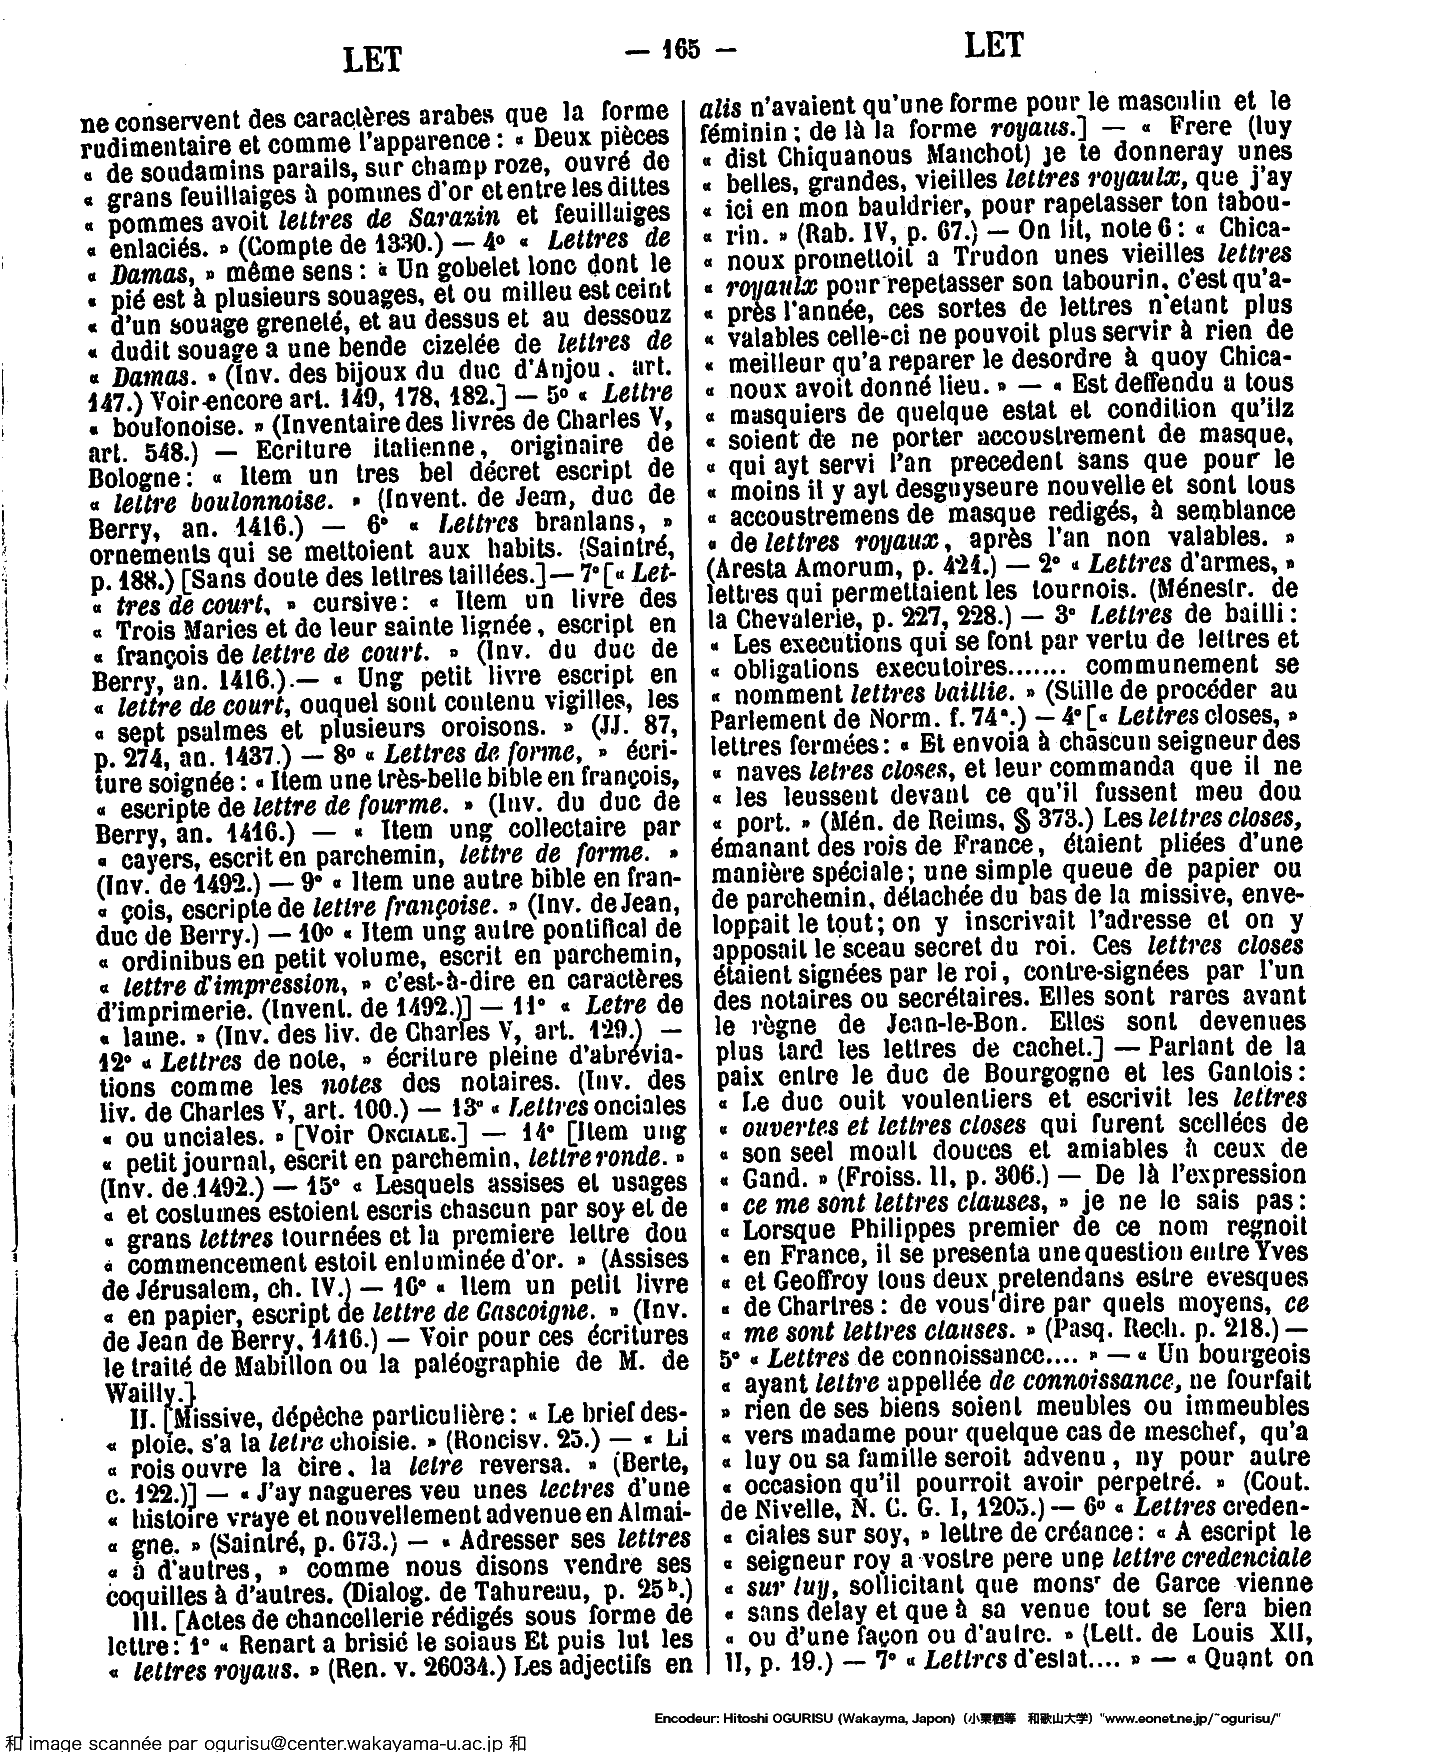 LET
— 165 —
LET
ne conservent des caractères arabes que la forme
rudimentaire et comme l'apparence : « Deux pièces
« de soudamins parails, sur champ roze, ouvré de
« grans feuillaiges à pommes d'or et entre les dittes
« pommes avoit lettres de Sarazin et feuillaiges
« enlaciés. » (Compte de 1330.) — 4° « Lettres de
« Damas, » même sens : « Un gobelet lonc dont le
« pié est à plusieurs souages, et ou milieu est ceint
« d'un souage greneté, et au dessus et au dessouz
« dudit souage a une bende cizelée de lettres de
« Damas. » (Inv. des bijoux du duc d'Anjou. art.
147.) Voir encore art. 149, 178, 182.] — 5° « Lettre
« boulonoise. » (Inventaire des livres de Charles V,
art. 548.) — Ecriture italienne, originaire de
Bologne : « Item un tres bel décret escript de
« lettre boulonnoise. » (Invent. de Jean, duc de
Berry, an. 1416.) — 6° « Lettres branlans, »
ornements qui se mettoient aux habits. (Saintré,
p. 188.) [Sans doute des lettres taillées.] — 7° [« Let-
« tres de court, » cursive : « Item un livre des
« Trois Maries et de leur sainte lignée, escript en
« françois de lettre de court. » (Inv. du duc de
Berry, an. 1416.) — « Ung petit livre escript en
« lettre de court, ouquel sont contenu vigilles, les
« sept psalmes et plusieurs oroisons. » (JJ. 87,
p. 274, an. 1437.) — 8° « Lettres de forme, » écri-
ture soignée : « Item une très-belle bible en françois,
« escripte de lettre de fourme. » (Inv. du duc de
Berry, an. 1416.) — « Item ung collectaire par
« cayers, escrit en parchemin, lettre de forme. »
(Inv. de 1492.) — 9° « Item une autre bible en fran-
« çois, escripte de lettre françoise. » (Inv. de Jean,
duc de Berry.) — 10° « Item ung autre pontifical de
« ordinibus en petit volume, escrit en parchemin,
« lettre d'impression, » c'est-à-dire en caractères
d'imprimerie. (Invent. de 1492.)] — 11° « Letre de
« lame. » (Inv. des liv. de Charles V, art. 129.) —
12° « Lettres de note, » écriture pleine d'abrévia-
tions comme les notes des notaires. (Inv. des
liv. de Charles V, art. 100.) — 13° « Lettres onciales
« ou unciales. » [Voir ONCIALE.] — 14° [Item ung
« petit journal, escrit en parchemin, lettre ronde. »
(Inv. de 1492.) — 15° « Lesquels assises et usages
« et costumes estoient escris chascun par soy et de
« grans lettres tournées et la premiere lettre dou
« commencement estoit enluminée d'or. » (Assises
de Jérusalem, ch. IV.) — 16° « Item un petit livre
« en papier, escript de lettre de Gascoigne. » (Inv.
de Jean de Berry, 1416.) — Voir pour ces écritures
le traité de Mabillon ou la paléographie de M. de
Wailly.]
II. [Missive, dépêche particulière : « Le brief des-
« ploie, s'a la letre choisie. » (Roncisv. 25.) — « Li
« rois ouvre la cire, la letre reversa. » (Berte,
c. 122.)] — « J'ay nagueres veu unes lectres d'une
« histoire vraye et nouvellement advenue en Almai-
« gne. » (Saintré, p. 673.) — « Adresser ses lettres
« à d'autres, » comme nous disons vendre ses
coquilles à d'autres. (Dialog. de Tahureau, p. 25ᵇ.)
III. [Actes de chancellerie rédigés sous forme de
lettre : 1° « Renart a brisié le soiaus Et puis lut les
« lettres royaus. » (Ren. v. 26034.) Les adjectifs en
alis n'avaient qu'une forme pour le masculin et le
féminin ; de là la forme royaus.] — « Frere (luy
« dist Chiquanous Manchot) je te donneray unes
« belles, grandes, vieilles lettres royaulx, que j'ay
« ici en mon bauldrier, pour rapetasser ton tabou-
« rin. » (Rab. IV, p. 67.) — On lit, note 6 : « Chica-
« noux promettoit a Trudon unes vieilles lettres
« royaulx pour repetasser son tabourin, c'est qu'a-
« près l'année, ces sortes de lettres n'etant plus
« valables celle-ci ne pouvoit plus servir à rien de
« meilleur qu'a reparer le desordre à quoy Chica-
« noux avoit donné lieu. » — « Est deffendu a tous
« masquiers de quelque estat et condition qu'ilz
« soient de ne porter accoustrement de masque,
« qui ayt servi l'an precedent sans que pour le
« moins il y ayt desguyseure nouvelle et sont tous
« accoustremens de masque redigés, à semblance
« de lettres royaux, après l'an non valables. »
(Aresta Amorum, p. 424.) — 2° « Lettres d'armes, »
lettres qui permettaient les tournois. (Ménestr. de
la Chevalerie, p. 227, 228.) — 3° Lettres de bailli :
« Les executions qui se font par vertu de lettres et
« obligations executoires....... communement se
« nomment lettres baillie. » (Stille de procéder au
Parlement de Norm. f. 74ᵃ.) — 4° [« Lettres closes, »
lettres fermées : « Et envoia à chascun seigneur des
« naves letres closes, et leur commanda que il ne
« les leussent devant ce qu'il fussent meu dou
« port. » (Mén. de Reims, § 373.) Les lettres closes,
émanant des rois de France, étaient pliées d'une
manière spéciale ; une simple queue de papier ou
de parchemin, détachée du bas de la missive, enve-
loppait le tout ; on y inscrivait l'adresse et on y
apposait le sceau secret du roi. Ces lettres closes
étaient signées par le roi, contre-signées par l'un
des notaires ou secrétaires. Elles sont rares avant
le règne de Jean-le-Bon. Elles sont devenues
plus tard les lettres de cachet.] — Parlant de la
paix entre le duc de Bourgogne et les Gantois :
« Le duc ouit voulentiers et escrivit les lettres
« ouvertes et lettres closes qui furent scellées de
« son seel moult douces et amiables à ceux de
« Gand. » (Froiss. II, p. 306.) — De là l'expression
« ce me sont lettres clauses, » je ne le sais pas :
« Lorsque Philippes premier de ce nom regnoit
« en France, il se presenta une question entre Yves
« et Geoffroy tous deux pretendans estre evesques
« de Chartres : de vous dire par quels moyens, ce
« me sont lettres clauses. » (Pasq. Rech. p. 218.) —
5° « Lettres de connoissance.... » — « Un bourgeois
« ayant lettre appellée de connoissance, ne fourfait
» rien de ses biens soient meubles ou immeubles
« vers madame pour quelque cas de meschef, qu'a
« luy ou sa famille seroit advenu, ny pour autre
« occasion qu'il pourroit avoir perpetré. » (Cout.
de Nivelle, N. C. G. I, 1205.) — 6° « Lettres creden-
« ciales sur soy, » lettre de créance : « A escript le
« seigneur roy a vostre pere une lettre credenciale
« sur luy, sollicitant que monsʳ de Garce vienne
« sans delay et que à sa venue tout se fera bien
« ou d'une façon ou d'autre. » (Lett. de Louis XII,
II, p. 19.) — 7° « Lettres d'estat.... » — « Quant on
Encodeur: Hitoshi OGURISU (Wakayma, Japon)（小栗栖等 和歌山大学）"www.eonet.ne.jp/~ogurisu/"
和 image scannée par ogurisu@center.wakayama-u.ac.jp 和